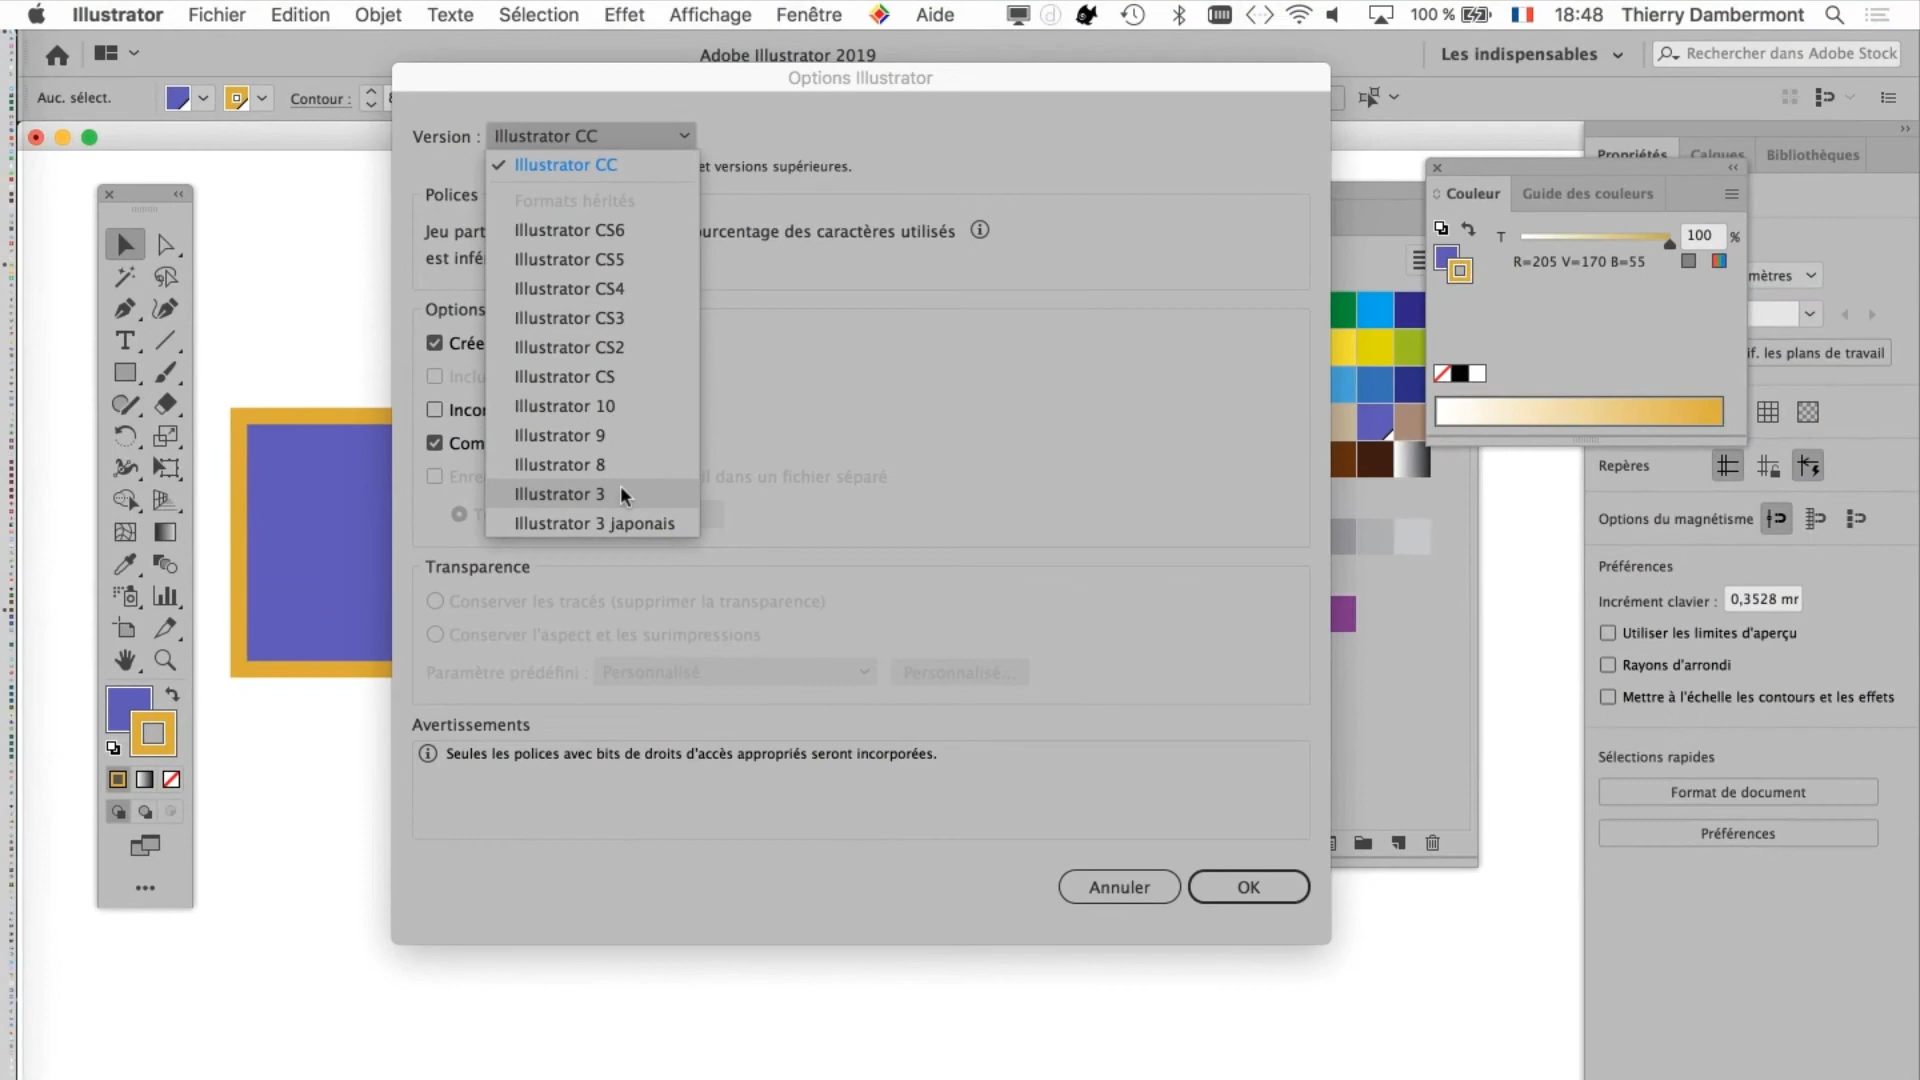 Illustrator Fichier Edition Objet Texte Sélection Effet Affichage Fenêtre Aide 100 % 18:48 Thierry Dambermont
Adobe Illustrator 2019
Les indispensables
Rechercher dans Adobe Stock
Options Illustrator
Auc. sélect.
Contour :
Version : Illustrator CC
Illustrator CC
et versions supérieures.
Formats hérités
Illustrator CS6
Illustrator CS5
Illustrator CS4
Illustrator CS3
Illustrator CS2
Illustrator CS
Illustrator 10
Illustrator 9
Illustrator 8
Illustrator 3
Illustrator 3 japonais
Polices
Jeu part
urcentage des caractères utilisés
est infé
Options
Crée
Inclu
Incor
Com
Enre
il dans un fichier séparé
T
Transparence
Conserver les tracés (supprimer la transparence)
Conserver l'aspect et les surimpressions
Paramètre prédéfini : Personnalisé Personnalisé...
Avertissements
Seules les polices avec bits de droits d'accès appropriés seront incorporées.
Annuler OK
Propriétés Calques Bibliothèques
Couleur Guide des couleurs
T 100 %
R=205 V=170 B=55
mètres
if. les plans de travail
Repères
Options du magnétisme
Préférences
Incrément clavier : 0,3528 mr
Utiliser les limites d'aperçu
Rayons d'arrondi
Mettre à l'échelle les contours et les effets
Sélections rapides
Format de document
Préférences